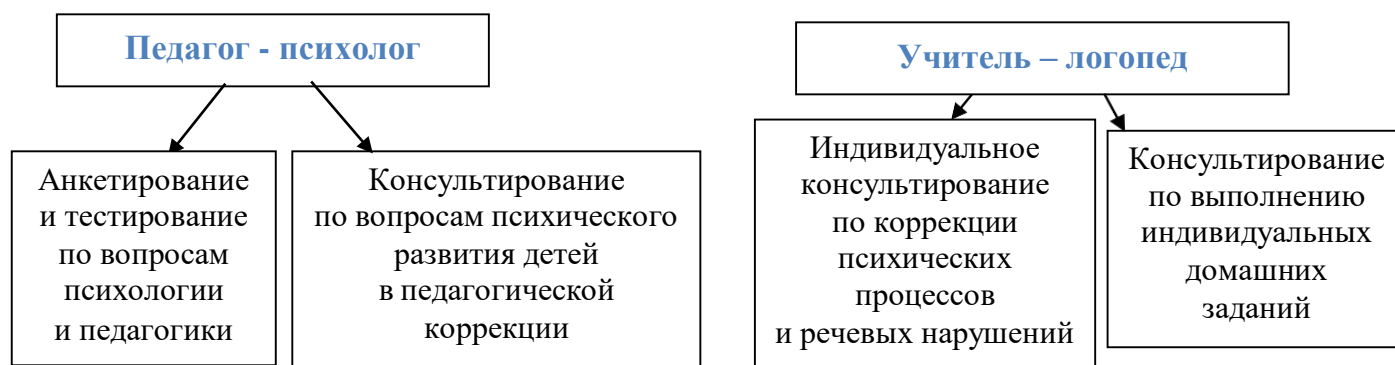 Педагог - психолог
Анкетирование
и тестирование
по вопросам
психологии
и педагогики
Консультирование
по вопросам психического
развития детей
в педагогической
коррекции
Учитель – логопед
Индивидуальное
консультирование
по коррекции
психических
процессов
и речевых нарушений
Консультирование
по выполнению
индивидуальных
домашних
заданий